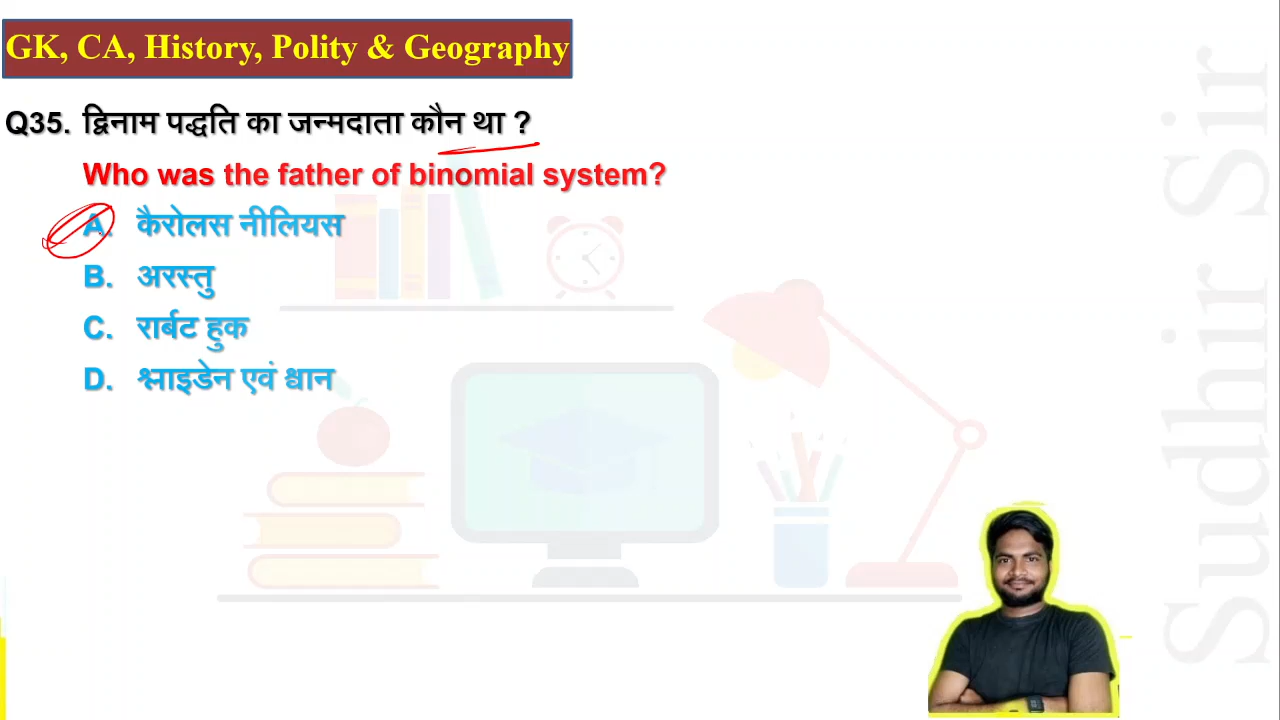 GK, CA, History, Polity & Geography
Q35. द्विनाम पद्धति का जन्मदाता कौन था ?
Who was the father of binomial system?
A. कैरोलस नीलियस
B. अरस्तु
C. रार्बट हुक
D. श्माइडेन एवं श्वान
Sudhir Sir